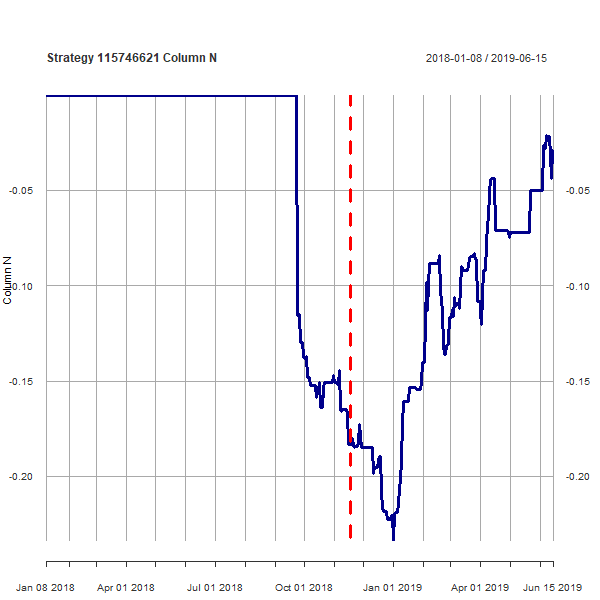 Strategy 115746621 Column N
2018-01-08 / 2019-06-15
-0.05 -0.05
-0.10 -0.10
Column N
-0.15 -0.15
-0.20 -0.20
Jan 08 2018 Apr 01 2018 Jul 01 2018 Oct 01 2018 Jan 01 2019 Apr 01 2019 Jun 15 2019